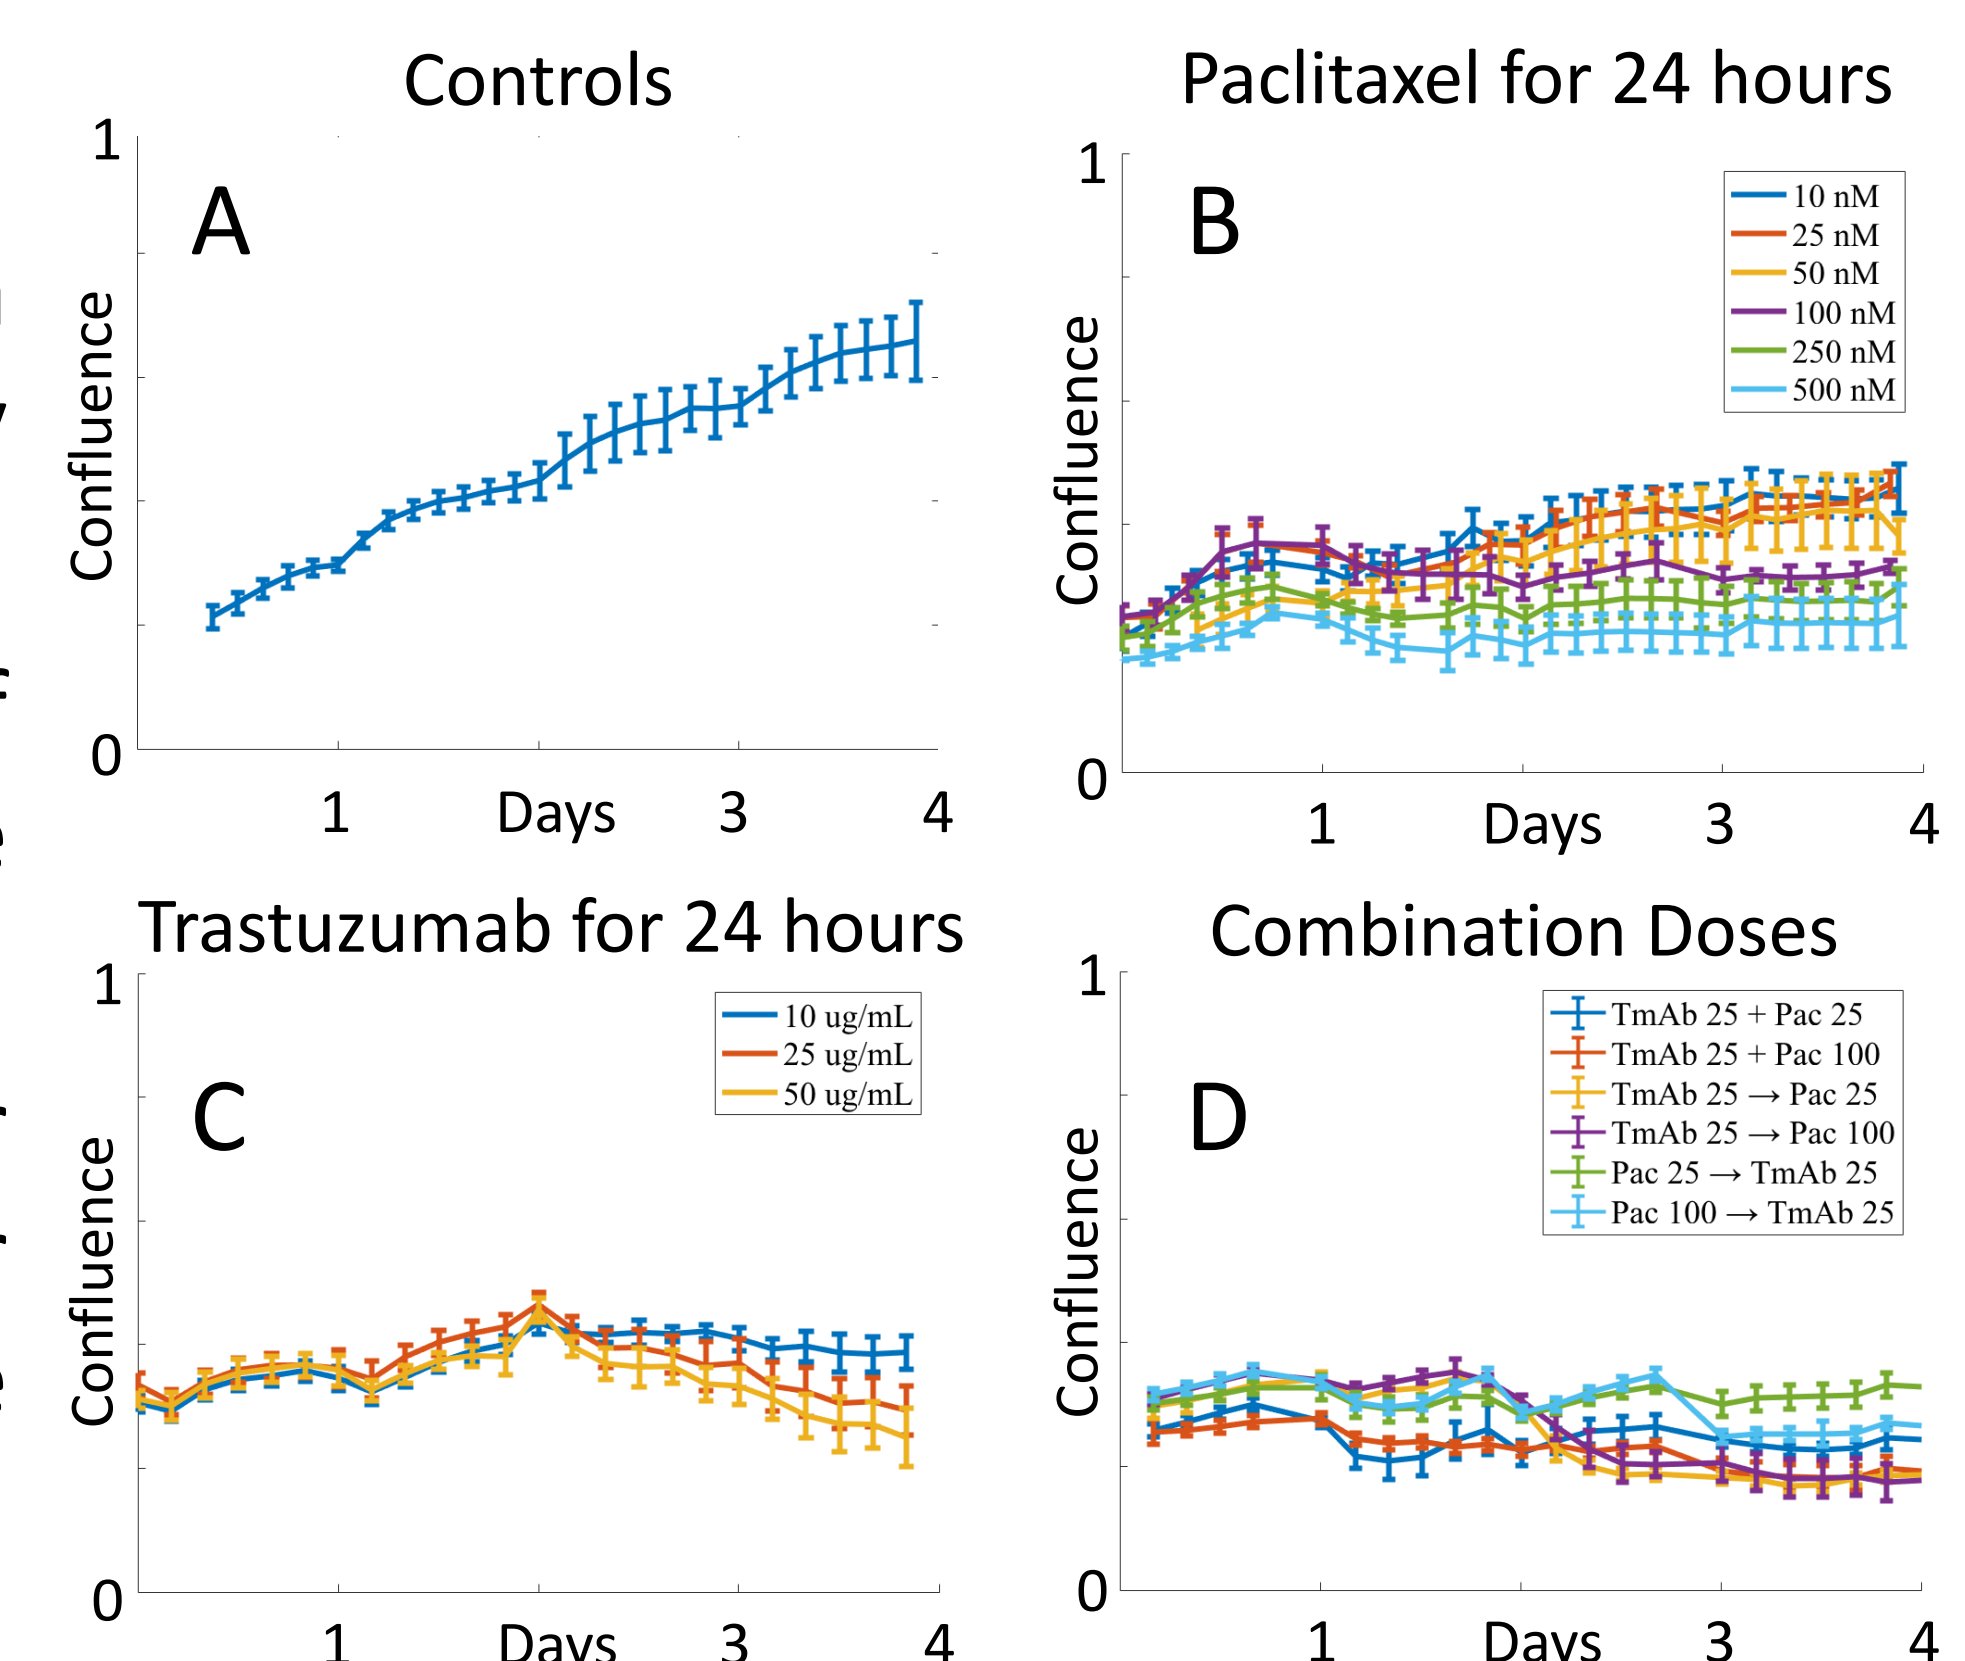 Controls
1
A
Confluence
0
1 Days 3 4
Paclitaxel for 24 hours
1
B
10 nM
25 nM
50 nM
100 nM
250 nM
500 nM
Confluence
0
1 Days 3 4
Trastuzumab for 24 hours
1
C
10 ug/mL
25 ug/mL
50 ug/mL
Confluence
0
1 Days 3 4
Combination Doses
1
D
TmAb 25 + Pac 25
TmAb 25 + Pac 100
TmAb 25 → Pac 25
TmAb 25 → Pac 100
Pac 25 → TmAb 25
Pac 100 → TmAb 25
Confluence
0
1 Days 3 4